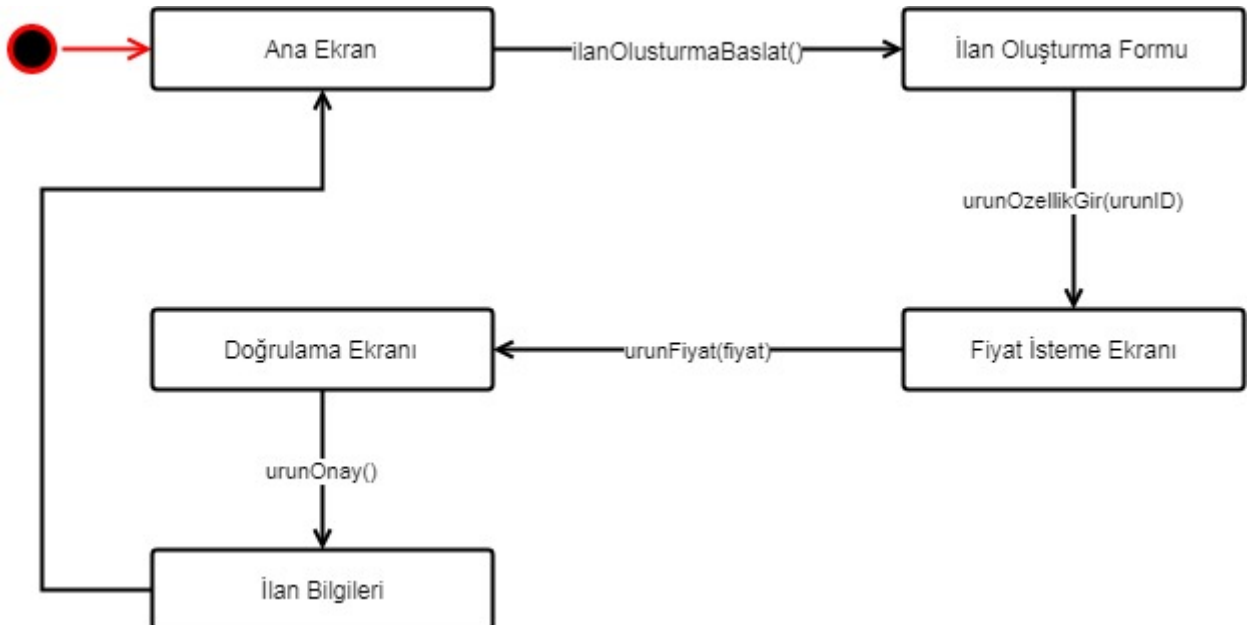 Ana Ekran
ilanOlusturmaBaslat()
İlan Oluşturma Formu
urunOzellikGir(urunID)
Doğrulama Ekranı
urunFiyat(fiyat)
Fiyat İsteme Ekranı
urunOnay()
İlan Bilgileri